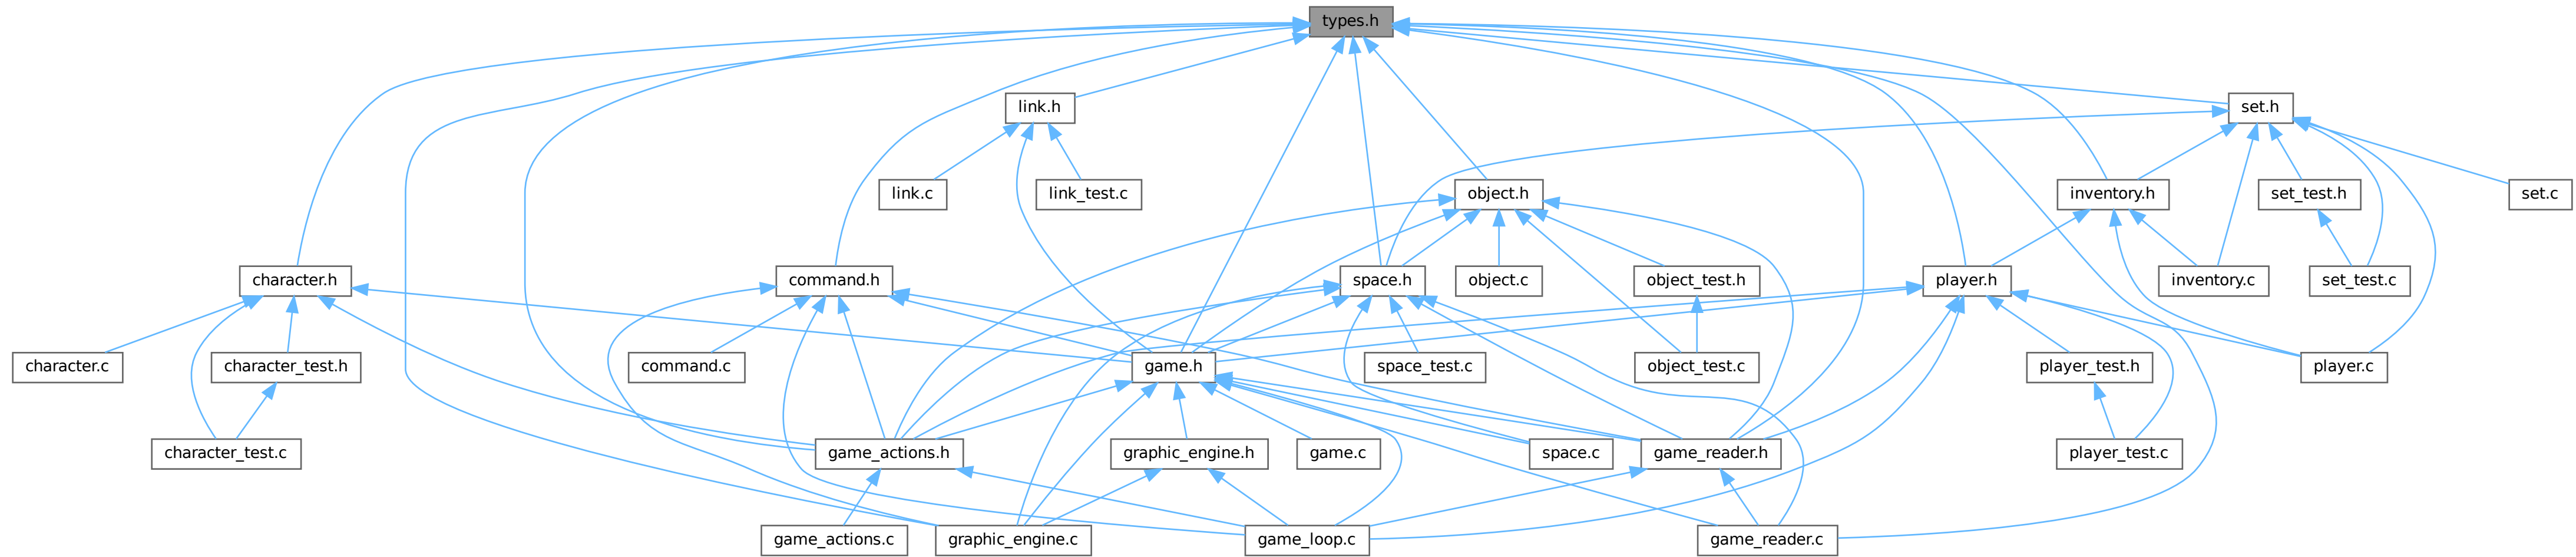 types.h
link.h
set.h
link.c
link_test.c
object.h
inventory.h
set_test.h
set.c
character.h
command.h
space.h
object.c
object_test.h
player.h
inventory.c
set_test.c
character.c
character_test.h
command.c
game.h
space_test.c
object_test.c
player_test.h
player.c
character_test.c
game_actions.h
graphic_engine.h
game.c
space.c
game_reader.h
player_test.c
game_actions.c
graphic_engine.c
game_loop.c
game_reader.c